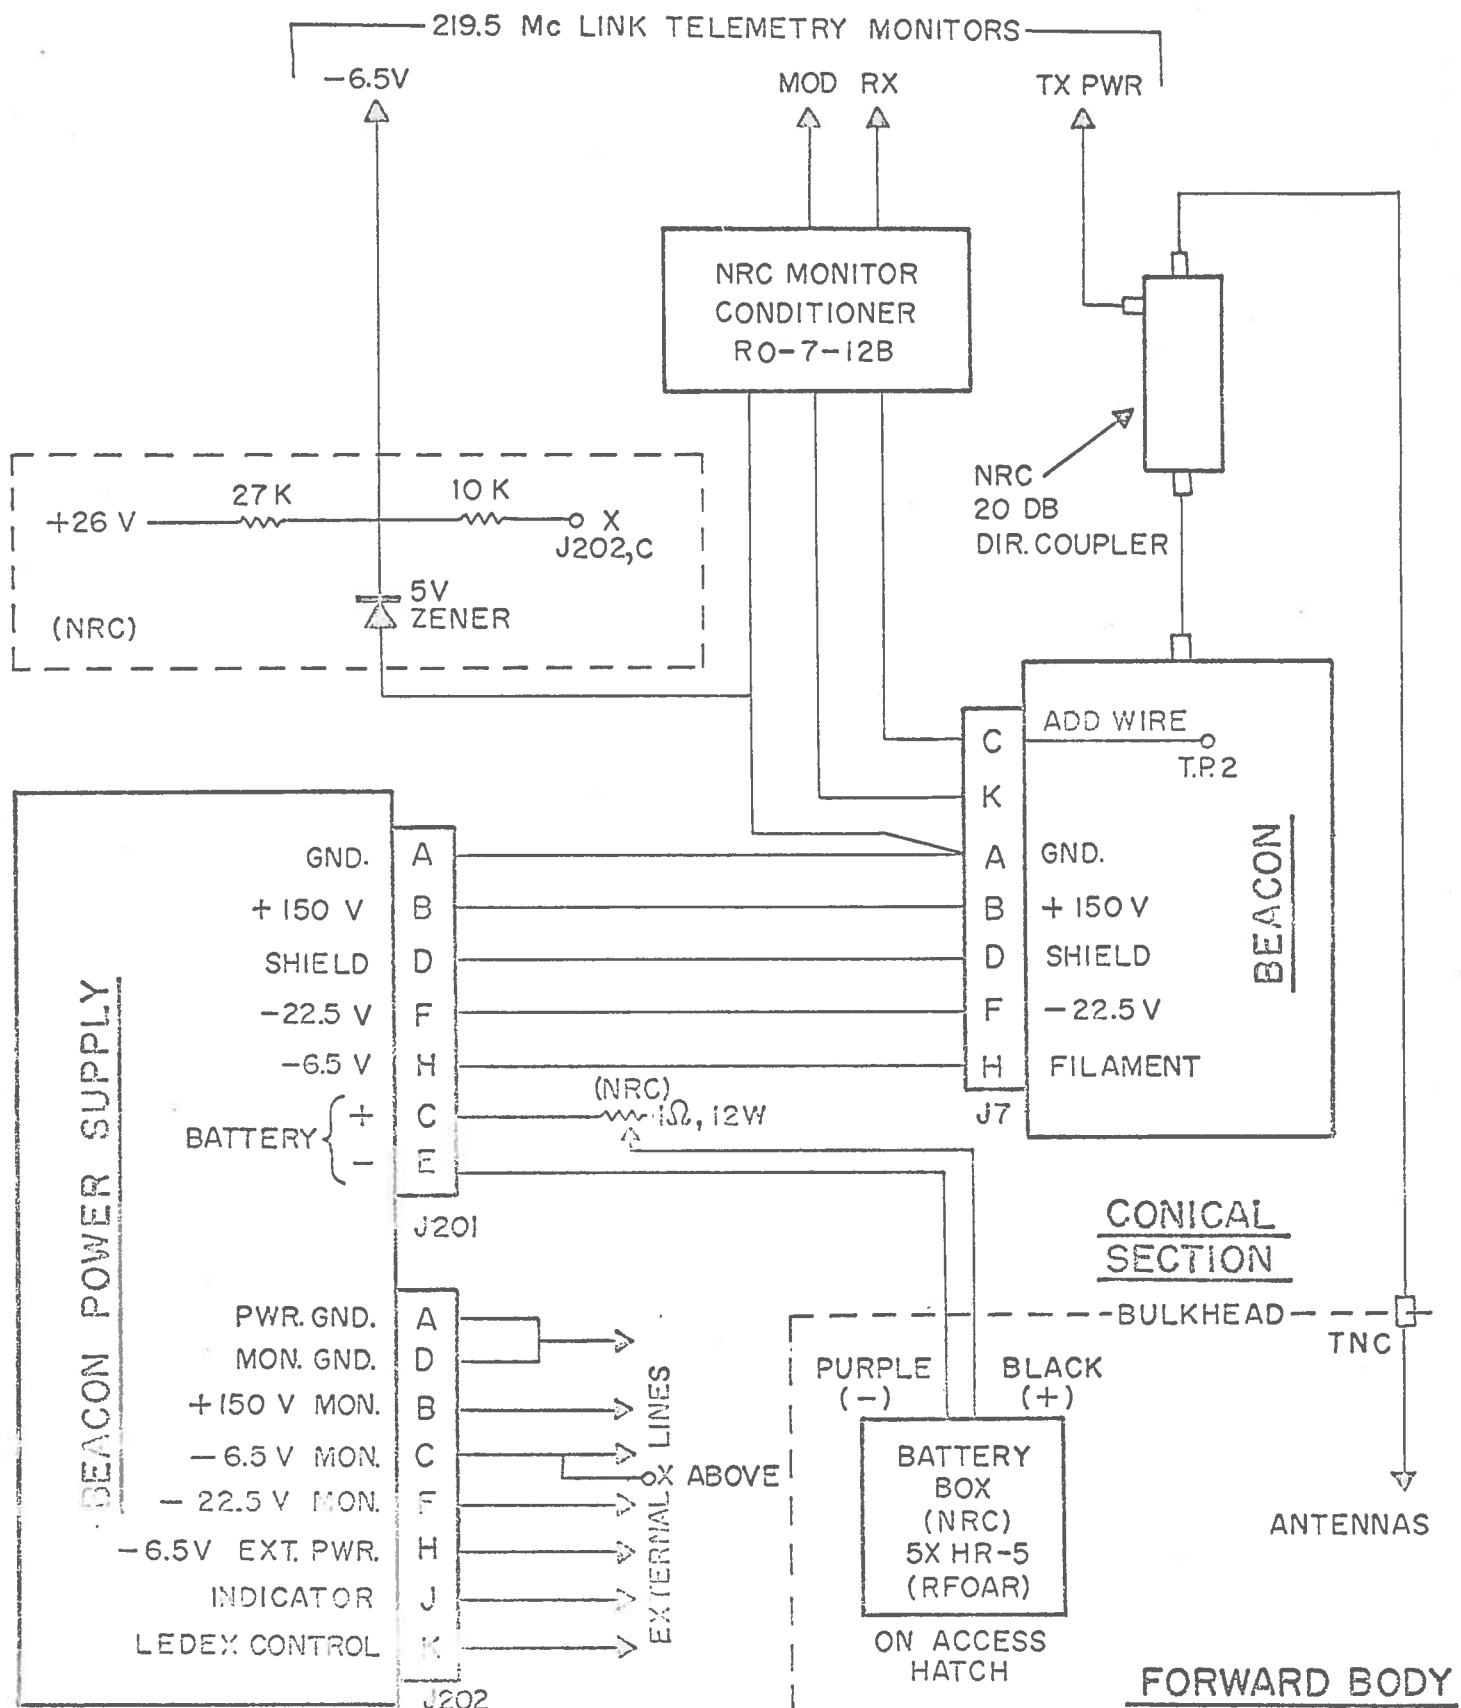 219.5 Mc LINK TELEMETRY MONITORS
-6.5V
MOD RX
TX PWR
NRC MONITOR
CONDITIONER
RO-7-12B
NRC
20 DB
DIR. COUPLER
27 K
10 K
+26 V
X
J202,C
5V
ZENER
(NRC)
C
ADD WIRE
T.P.2
K
A
GND.
B
+150 V
D
SHIELD
F
-22.5 V
H
FILAMENT
J7
BEACON
BEACON POWER SUPPLY
GND.
A
+150 V
B
SHIELD
D
-22.5 V
F
-6.5 V
H
BATTERY
+
C
-
E
J201
(NRC)
1Ω, 12W
CONICAL
SECTION
BULKHEAD
TNC
PWR. GND.
A
MON. GND.
D
+150 V MON.
B
-6.5 V MON.
C
-22.5 V MON.
F
-6.5V EXT. PWR.
H
INDICATOR
J
LEDEX CONTROL
K
J202
EXTERNAL LINES
X ABOVE
PURPLE
(-)
BLACK
(+)
BATTERY
BOX
(NRC)
5X HR-5
(RFOAR)
ON ACCESS
HATCH
ANTENNAS
FORWARD BODY